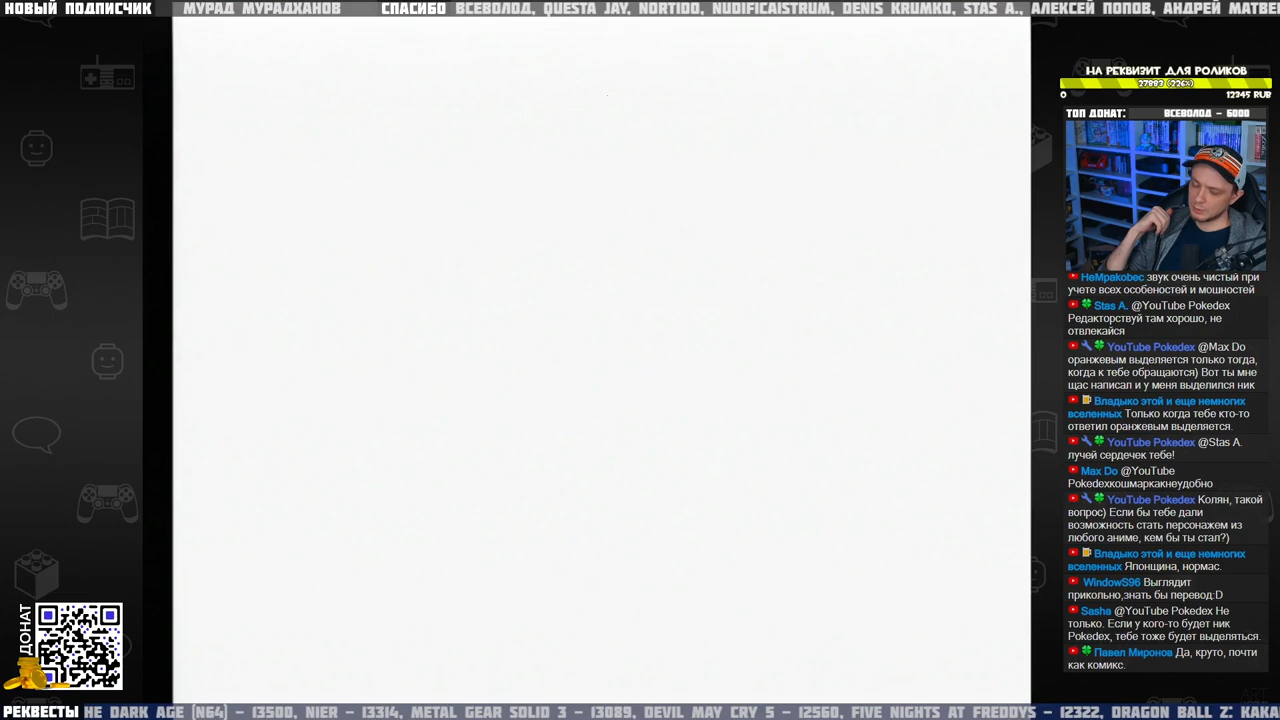 НОВЫЙ ПОДПИСЧИК МУРАД МУРАДХАНОВ СПАСИБО ВСЕВОЛОД, QUESTA JAY, NORTIOO, NUDIFICAISTRUM, DENIS KRUMKO, STAS A., АЛЕКСЕЙ ПОПОВ, АНДРЕЙ МАТВЕ
НА РЕКВИЗИТ ДЛЯ РОЛИКОВ
27883 (226%)
0 12345 RUB
ТОП ДОНАТ: ВСЕВОЛОД – 5000
НеМракobес звук очень чистый при
учете всех особеностей и мошностей
Stas A. @YouTube Pokedex
Редакторствуй там хорошо, не
отвлекайся
YouTube Pokedex @Max Do
оранжевым выделяется только тогда,
когда к тебе обращаются) Вот ты мне
щас написал и у меня выделился ник
Владыко этой и еще немногих
вселенных Только когда тебе кто-то
ответил оранжевым выделяется.
YouTube Pokedex @Stas A.
лучей сердечек тебе!
Max Do @YouTube
Pokedexкошмаркакнеудобно
YouTube Pokedex Колян, такой
вопрос) Если бы тебе дали
возможность стать персонажем из
любого аниме, кем бы ты стал?)
Владыко этой и еще немногих
вселенных Японщина, нормас.
WindowS96 Выглядит
прикольно,знать бы перевод:D
Sasha @YouTube Pokedex Не
только. Если у кого-то будет ник
Pokedex, тебе тоже будет выделяться.
Павел Миронов Да, круто, почти
как комикс.
ДОНАТ
РЕКВЕСТЫ HE DARK AGE (N64) – 13500, NIER – 13314, METAL GEAR SOLID 3 – 13089, DEVIL MAY CRY 5 – 12560, FIVE NIGHTS AT FREDDYS – 12322, DRAGON BALL Z: KAKA